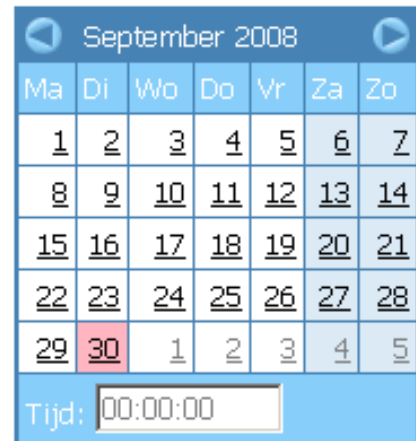 September 2008
Ma Di Wo Do Vr Za Zo
1 2 3 4 5 6 7
8 9 10 11 12 13 14
15 16 17 18 19 20 21
22 23 24 25 26 27 28
29 30 1 2 3 4 5
Tijd: 00:00:00